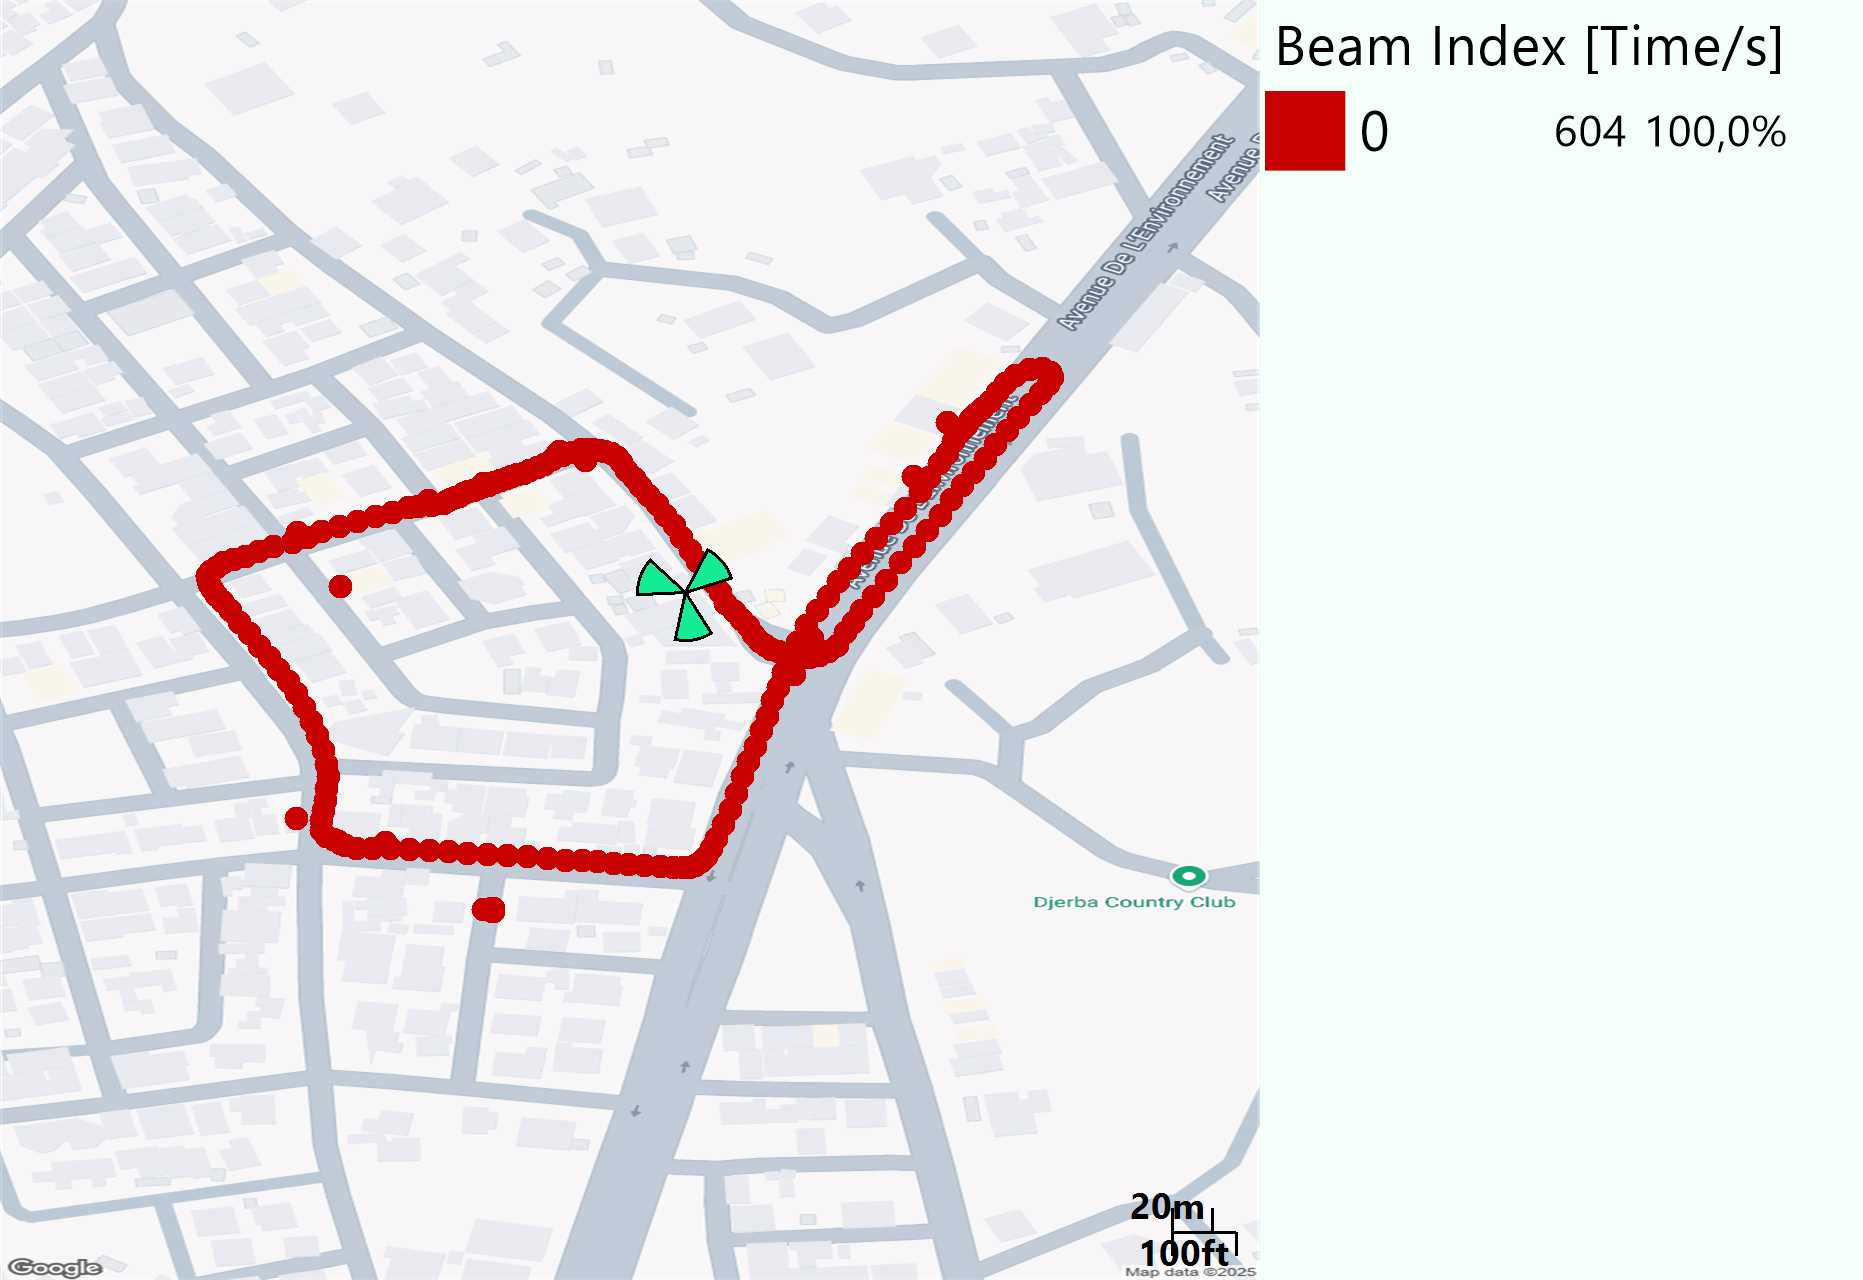 Beam Index [Time/s]
0 604 100,0%
Avenue De L'Environnement
Djerba Country Club
20m
100ft
Google
Map data ©2025